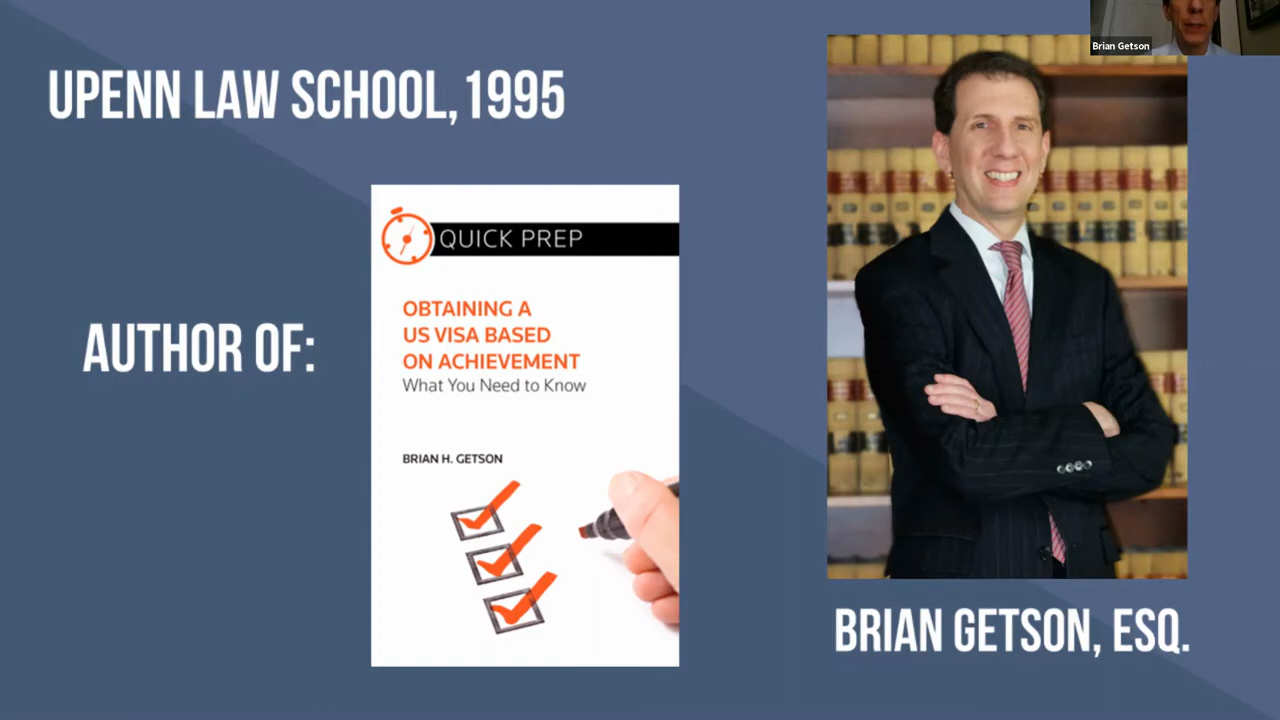 Brian Getson
UPENN LAW SCHOOL, 1995
QUICK PREP
OBTAINING A
US VISA BASED
ON ACHIEVEMENT
What You Need to Know
AUTHOR OF:
BRIAN H. GETSON
BRIAN GETSON, ESQ.